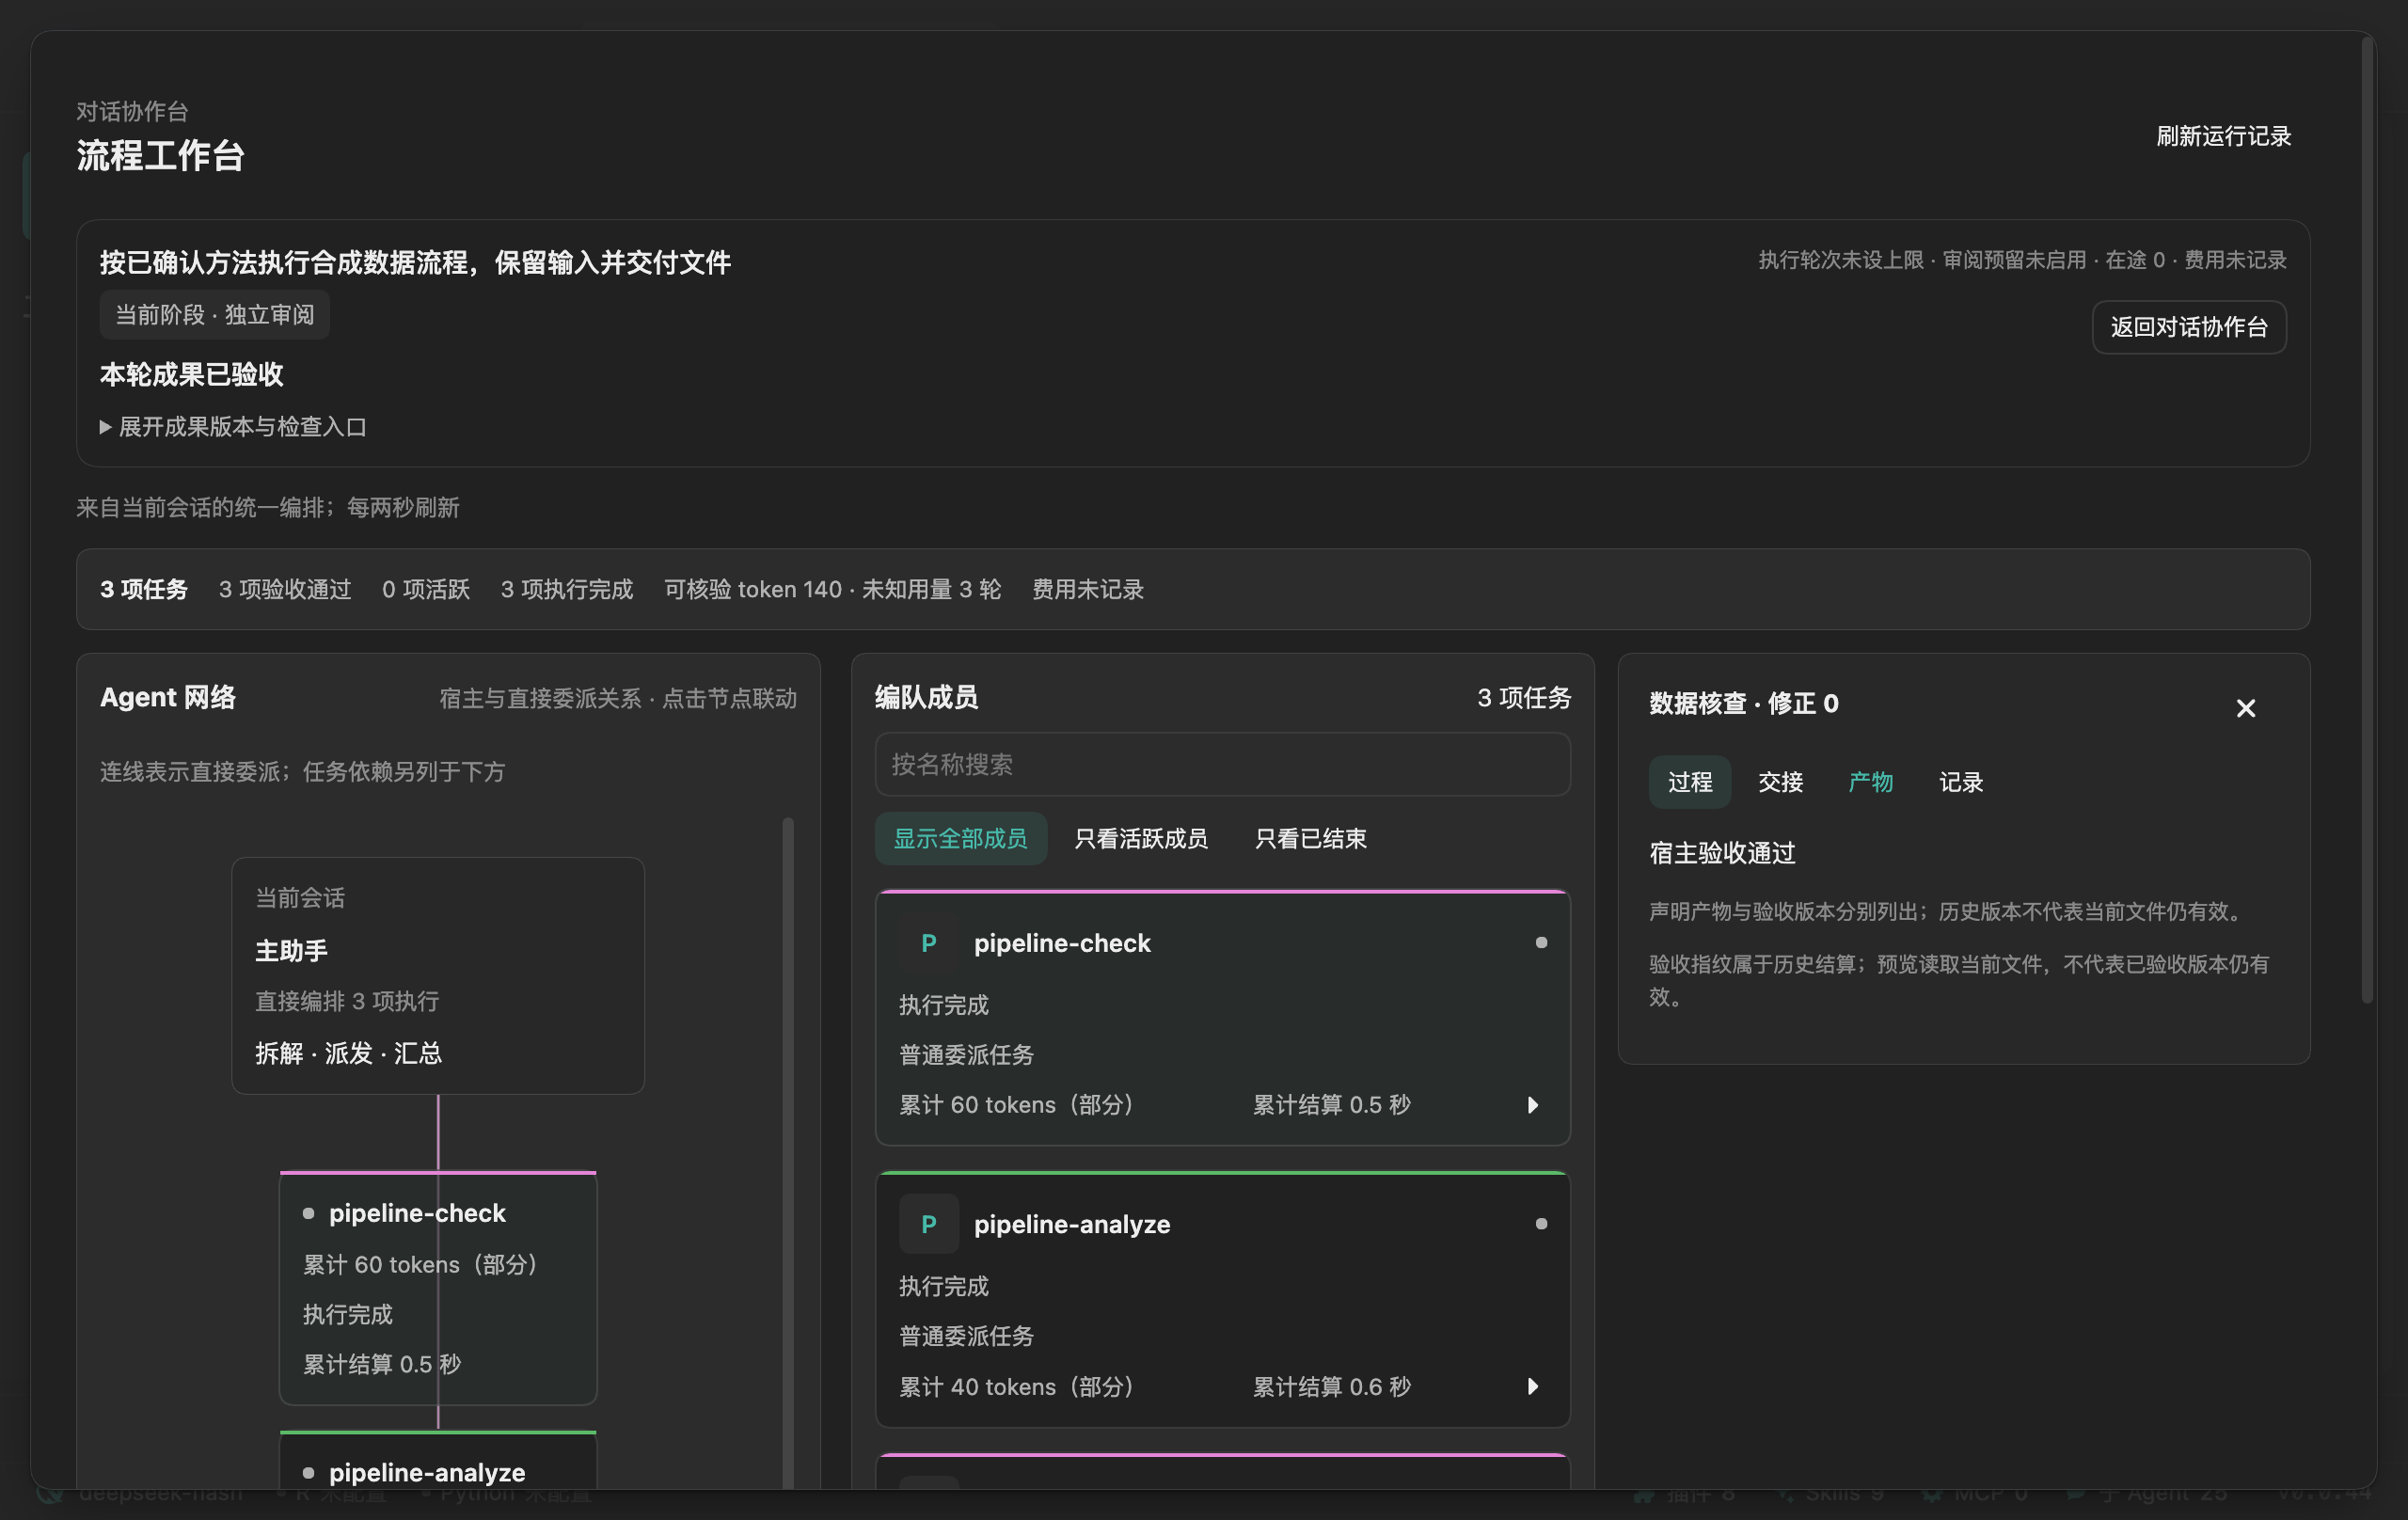 对话协作台
流程工作台
刷新运行记录
按已确认方法执行合成数据流程，保留输入并交付文件
执行轮次未设上限 · 审阅预留未启用 · 在途 0 · 费用未记录
当前阶段 · 独立审阅
返回对话协作台
本轮成果已验收
▶ 展开成果版本与检查入口
来自当前会话的统一编排；每两秒刷新
3 项任务 3 项验收通过 0 项活跃 3 项执行完成 可核验 token 140 · 未知用量 3 轮 费用未记录
Agent 网络 宿主与直接委派关系 · 点击节点联动
连线表示直接委派；任务依赖另列于下方
当前会话
主助手
直接编排 3 项执行
拆解 · 派发 · 汇总
pipeline-check
累计 60 tokens（部分）
执行完成
累计结算 0.5 秒
pipeline-analyze
编队成员 3 项任务
按名称搜索
显示全部成员 只看活跃成员 只看已结束
P pipeline-check
执行完成
普通委派任务
累计 60 tokens（部分） 累计结算 0.5 秒
P pipeline-analyze
执行完成
普通委派任务
累计 40 tokens（部分） 累计结算 0.6 秒
数据核查 · 修正 0
过程 交接 产物 记录
宿主验收通过
声明产物与验收版本分别列出；历史版本不代表当前文件仍有效。
验收指纹属于历史结算；预览读取当前文件，不代表已验收版本仍有
效。
deepseek-flash R 未配置 Python 未配置
插件 8 Skills 9 MCP 0 子 Agent 25